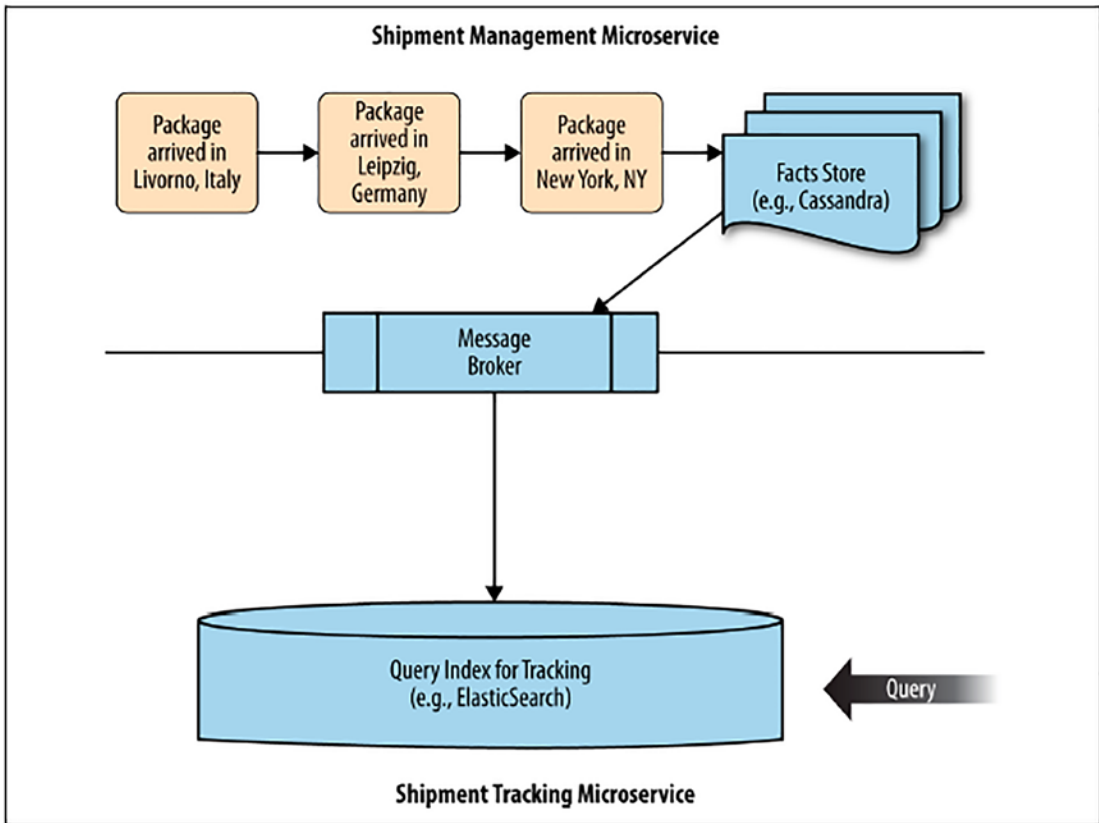 Shipment Management Microservice
Package
arrived in
Livorno, Italy
Package
arrived in
Leipzig,
Germany
Package
arrived in
New York, NY
Facts Store
(e.g., Cassandra)
Message
Broker
Query Index for Tracking
(e.g., ElasticSearch)
Query
Shipment Tracking Microservice